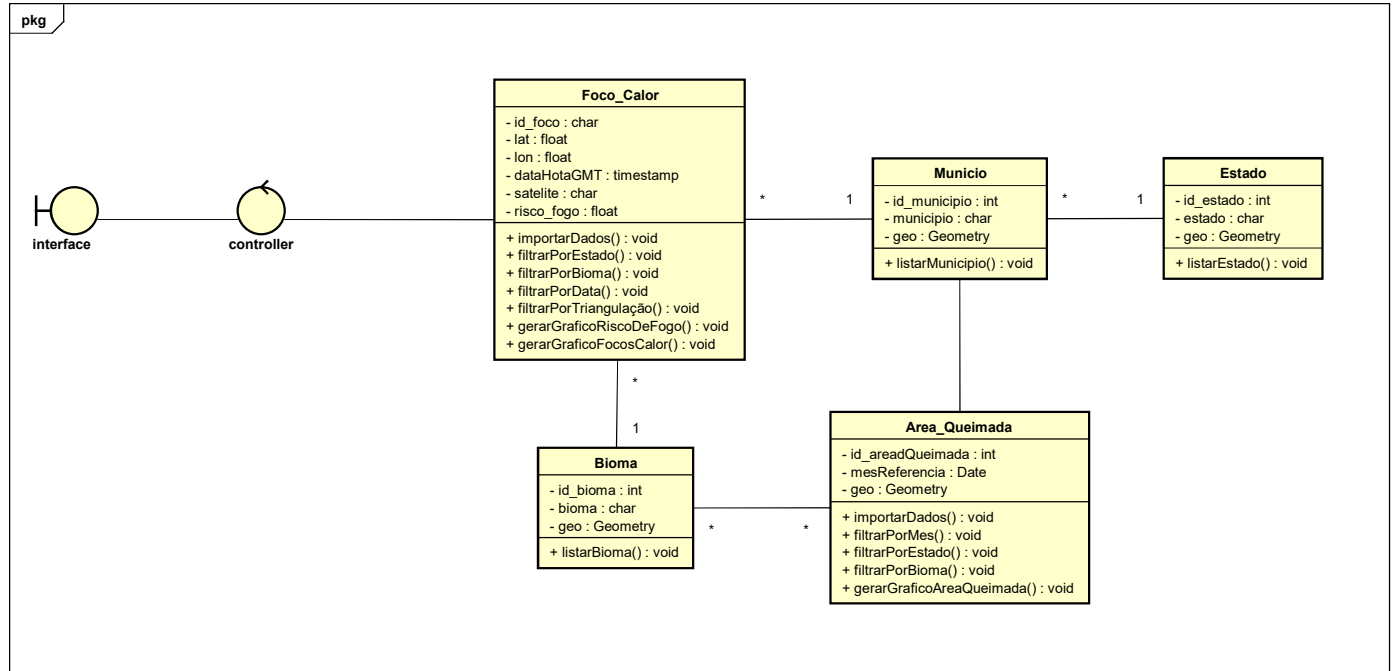 pkg
interface
controller
Foco_Calor
- id_foco : char
- lat : float
- lon : float
- dataHotaGMT : timestamp
- satelite : char
- risco_fogo : float
+ importarDados() : void
+ filtrarPorEstado() : void
+ filtrarPorBioma() : void
+ filtrarPorData() : void
+ filtrarPorTriangulação() : void
+ gerarGraficoRiscoDeFogo() : void
+ gerarGraficoFocosCalor() : void
* 1
Municio
- id_municipio : int
- municipio : char
- geo : Geometry
+ listarMunicipio() : void
* 1
Estado
- id_estado : int
- estado : char
- geo : Geometry
+ listarEstado() : void
*
1
Bioma
- id_bioma : int
- bioma : char
- geo : Geometry
+ listarBioma() : void
* *
Area_Queimada
- id_areadQueimada : int
- mesReferencia : Date
- geo : Geometry
+ importarDados() : void
+ filtrarPorMes() : void
+ filtrarPorEstado() : void
+ filtrarPorBioma() : void
+ gerarGraficoAreaQueimada() : void